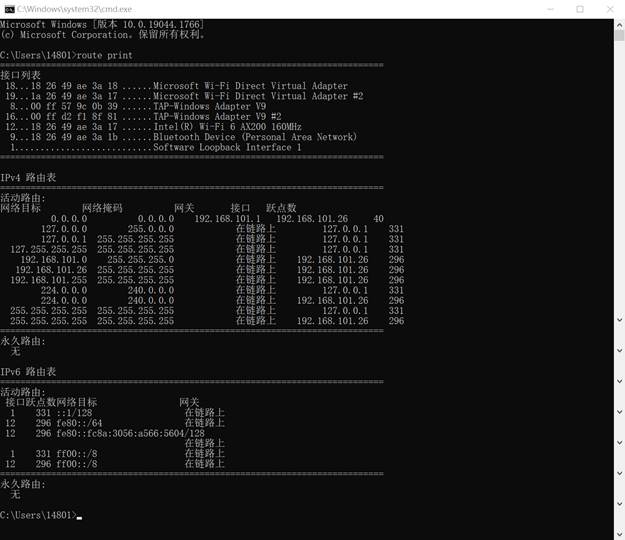 C:\Windows\system32\cmd.exe
Microsoft Windows [版本 10.0.19044.1766]
(c) Microsoft Corporation。保留所有权利。
C:\Users\14801>route print
===========================================================================
接口列表
18...18 26 49 ae 3a 18 ......Microsoft Wi-Fi Direct Virtual Adapter
19...1a 26 49 ae 3a 17 ......Microsoft Wi-Fi Direct Virtual Adapter #2
8...00 ff 57 9c 0b 39 ......TAP-Windows Adapter V9
16...00 ff d2 f1 8f 81 ......TAP-Windows Adapter V9 #2
12...18 26 49 ae 3a 17 ......Intel(R) Wi-Fi 6 AX200 160MHz
9...18 26 49 ae 3a 1b ......Bluetooth Device (Personal Area Network)
1...........................Software Loopback Interface 1
===========================================================================
IPv4 路由表
===========================================================================
活动路由:
网络目标 网络掩码 网关 接口 跃点数
0.0.0.0 0.0.0.0 192.168.101.1 192.168.101.26 40
127.0.0.0 255.0.0.0 在链路上 127.0.0.1 331
127.0.0.1 255.255.255.255 在链路上 127.0.0.1 331
127.255.255.255 255.255.255.255 在链路上 127.0.0.1 331
192.168.101.0 255.255.255.0 在链路上 192.168.101.26 296
192.168.101.26 255.255.255.255 在链路上 192.168.101.26 296
192.168.101.255 255.255.255.255 在链路上 192.168.101.26 296
224.0.0.0 240.0.0.0 在链路上 127.0.0.1 331
224.0.0.0 240.0.0.0 在链路上 192.168.101.26 296
255.255.255.255 255.255.255.255 在链路上 127.0.0.1 331
255.255.255.255 255.255.255.255 在链路上 192.168.101.26 296
===========================================================================
永久路由:
无
IPv6 路由表
===========================================================================
活动路由:
接口跃点数网络目标 网关
1 331 ::1/128 在链路上
12 296 fe80::/64 在链路上
12 296 fe80::fc8a:3056:a566:5604/128
在链路上
1 331 ff00::/8 在链路上
12 296 ff00::/8 在链路上
===========================================================================
永久路由:
无
C:\Users\14801>